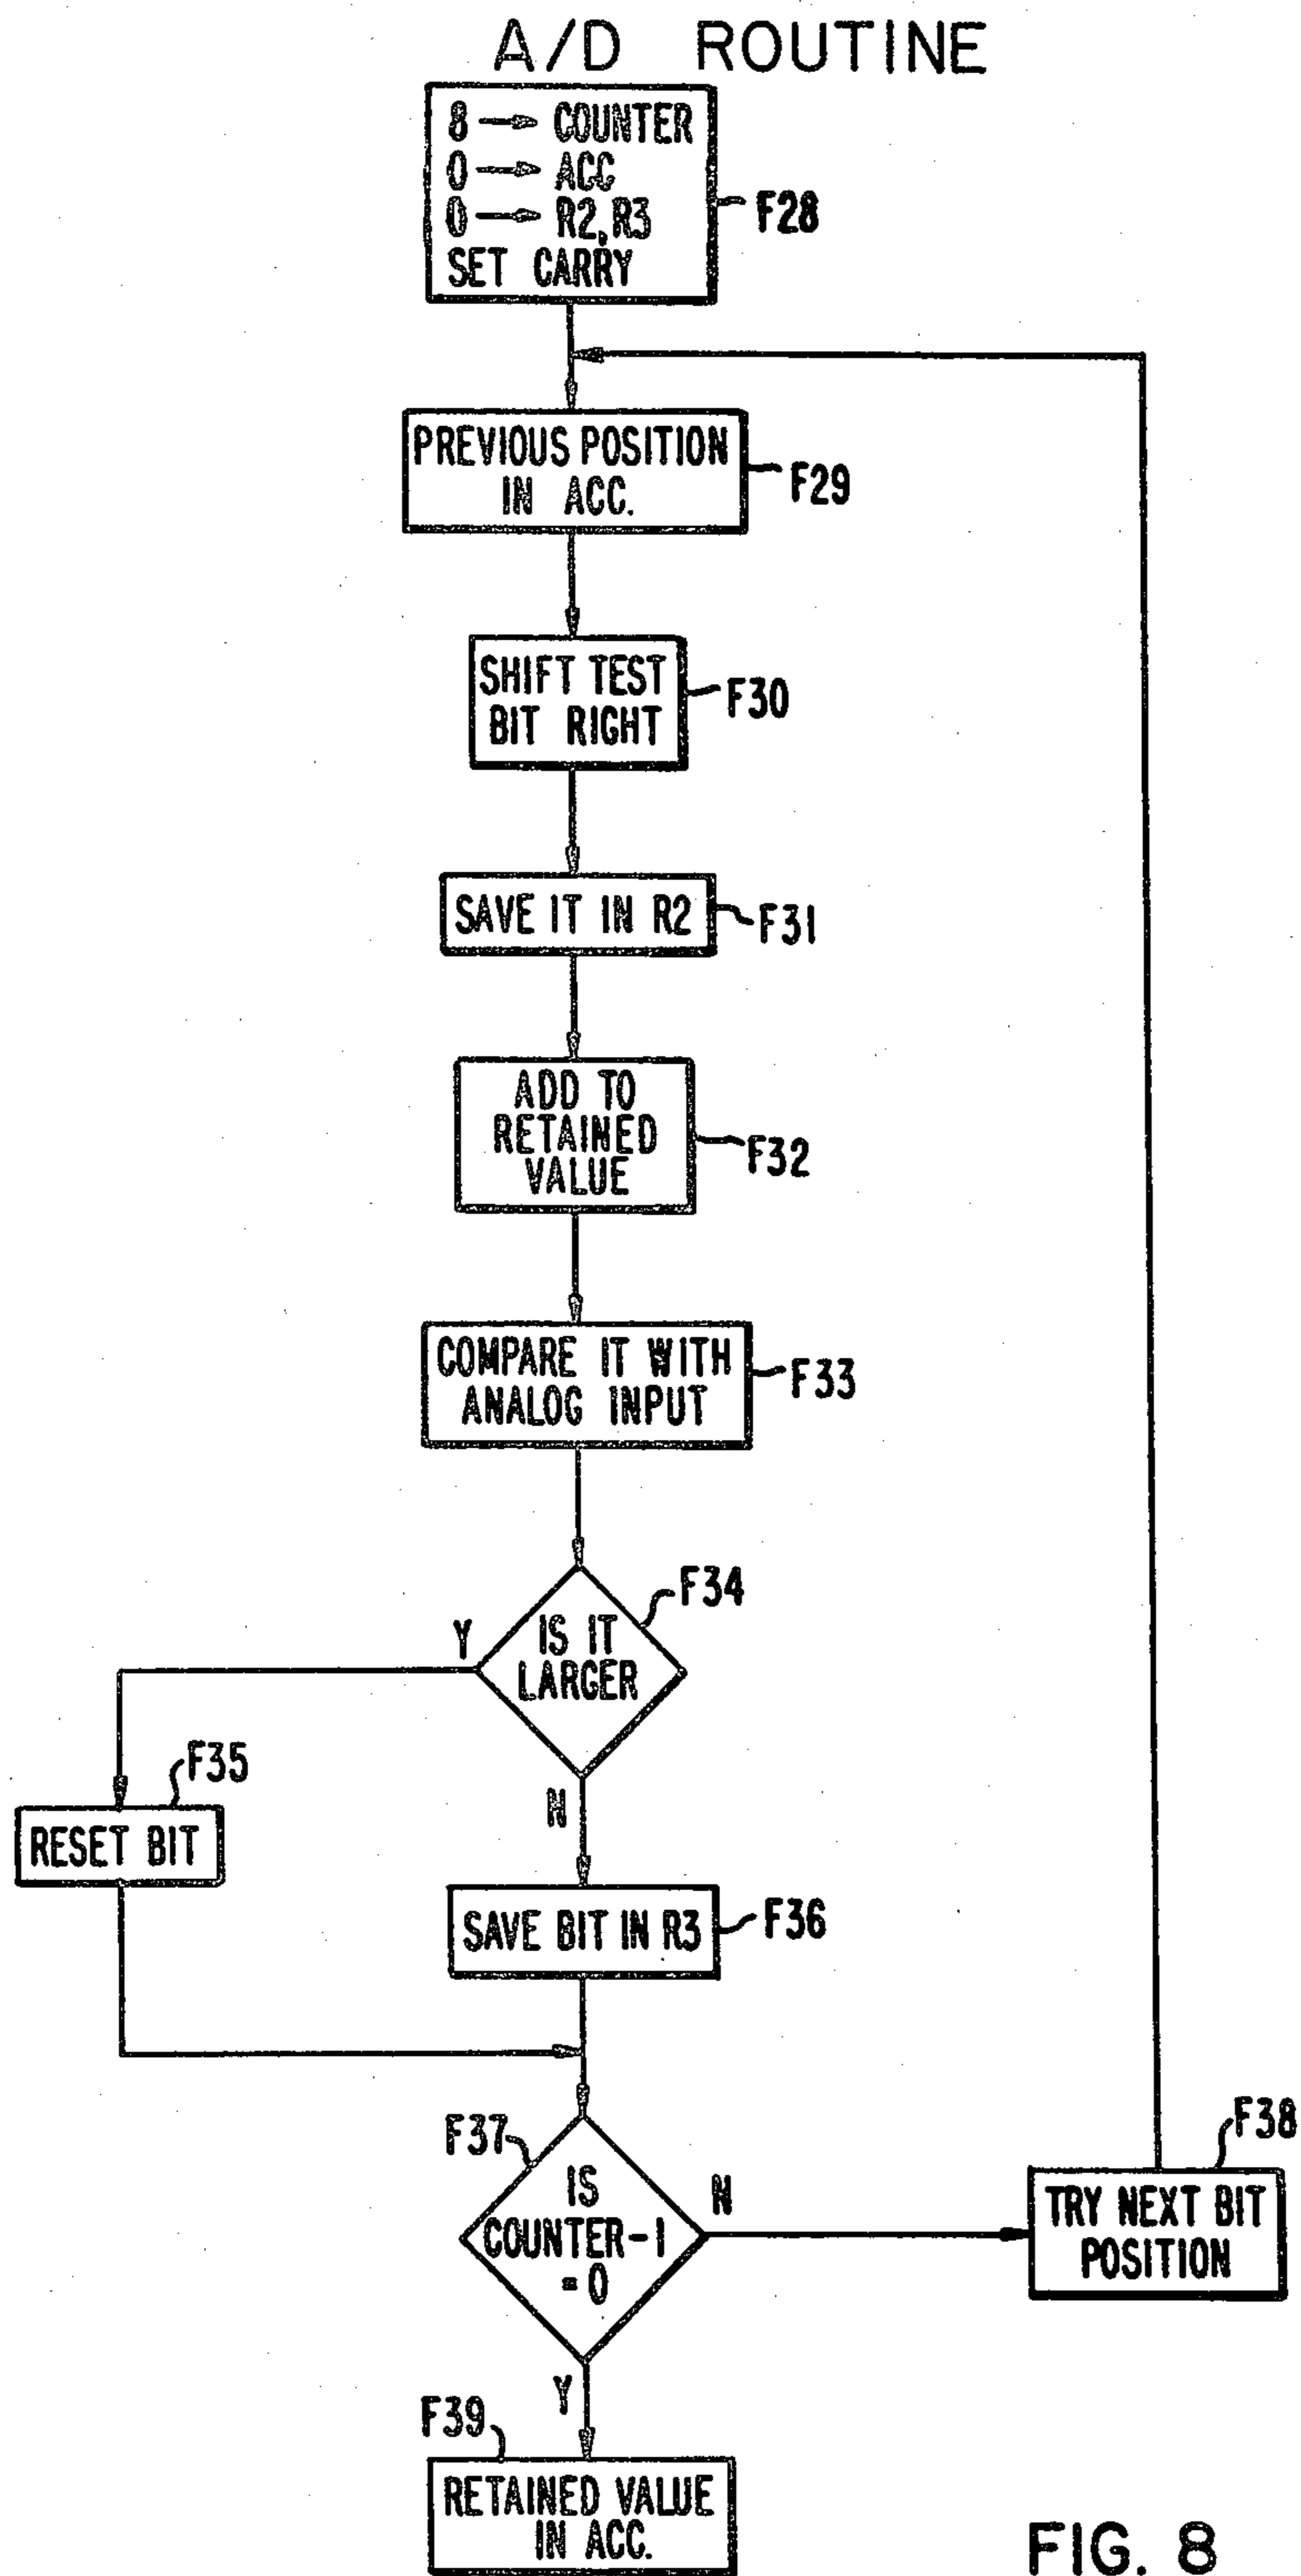 A/D ROUTINE
8 → COUNTER
0 → ACC
0 → R2, R3
SET CARRY
F28
PREVIOUS POSITION
IN ACC.
F29
SHIFT TEST
BIT RIGHT
F30
SAVE IT IN R2
F31
ADD TO
RETAINED
VALUE
F32
COMPARE IT WITH
ANALOG INPUT
F33
F34
IS IT
LARGER
Y
N
F35
RESET BIT
SAVE BIT IN R3
F36
F37
IS
COUNTER-1
=0
N
Y
F38
TRY NEXT BIT
POSITION
F39
RETAINED VALUE
IN ACC.
FIG. 8